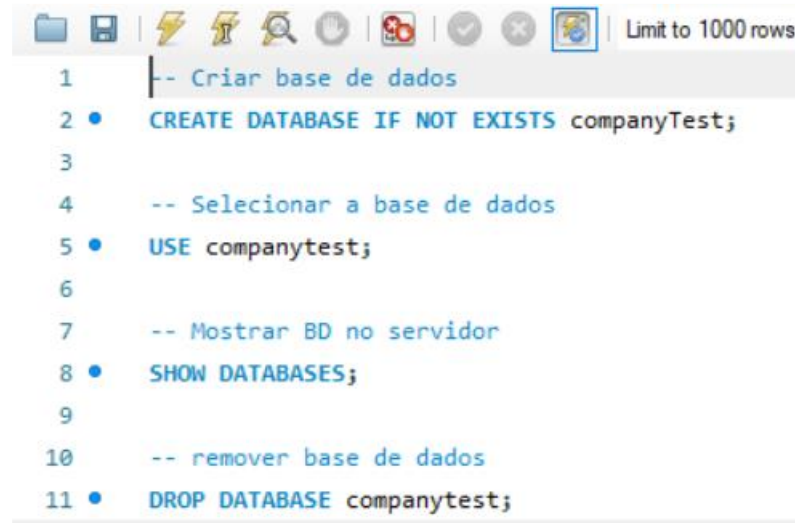 Limit to 1000 rows
1 -- Criar base de dados
2 CREATE DATABASE IF NOT EXISTS companyTest;
3
4 -- Selecionar a base de dados
5 USE companytest;
6
7 -- Mostrar BD no servidor
8 SHOW DATABASES;
9
10 -- remover base de dados
11 DROP DATABASE companytest;